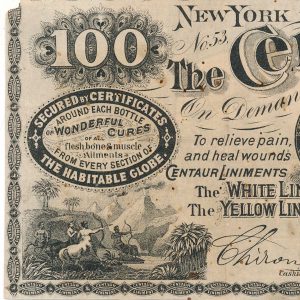 NEW YORK
100
No. 53
The Cen
On Deman
SECURED BY CERTIFICATES
AROUND EACH BOTTLE
OF WONDERFUL CURES
OF ALL
flesh bone & muscle
Ailments
FROM EVERY SECTION OF
THE HABITABLE GLOBE.
To relieve pain,
and heal wounds
CENTAUR LINIMENTS
The WHITE LIN
The YELLOW LIN
Chiron
Cashi